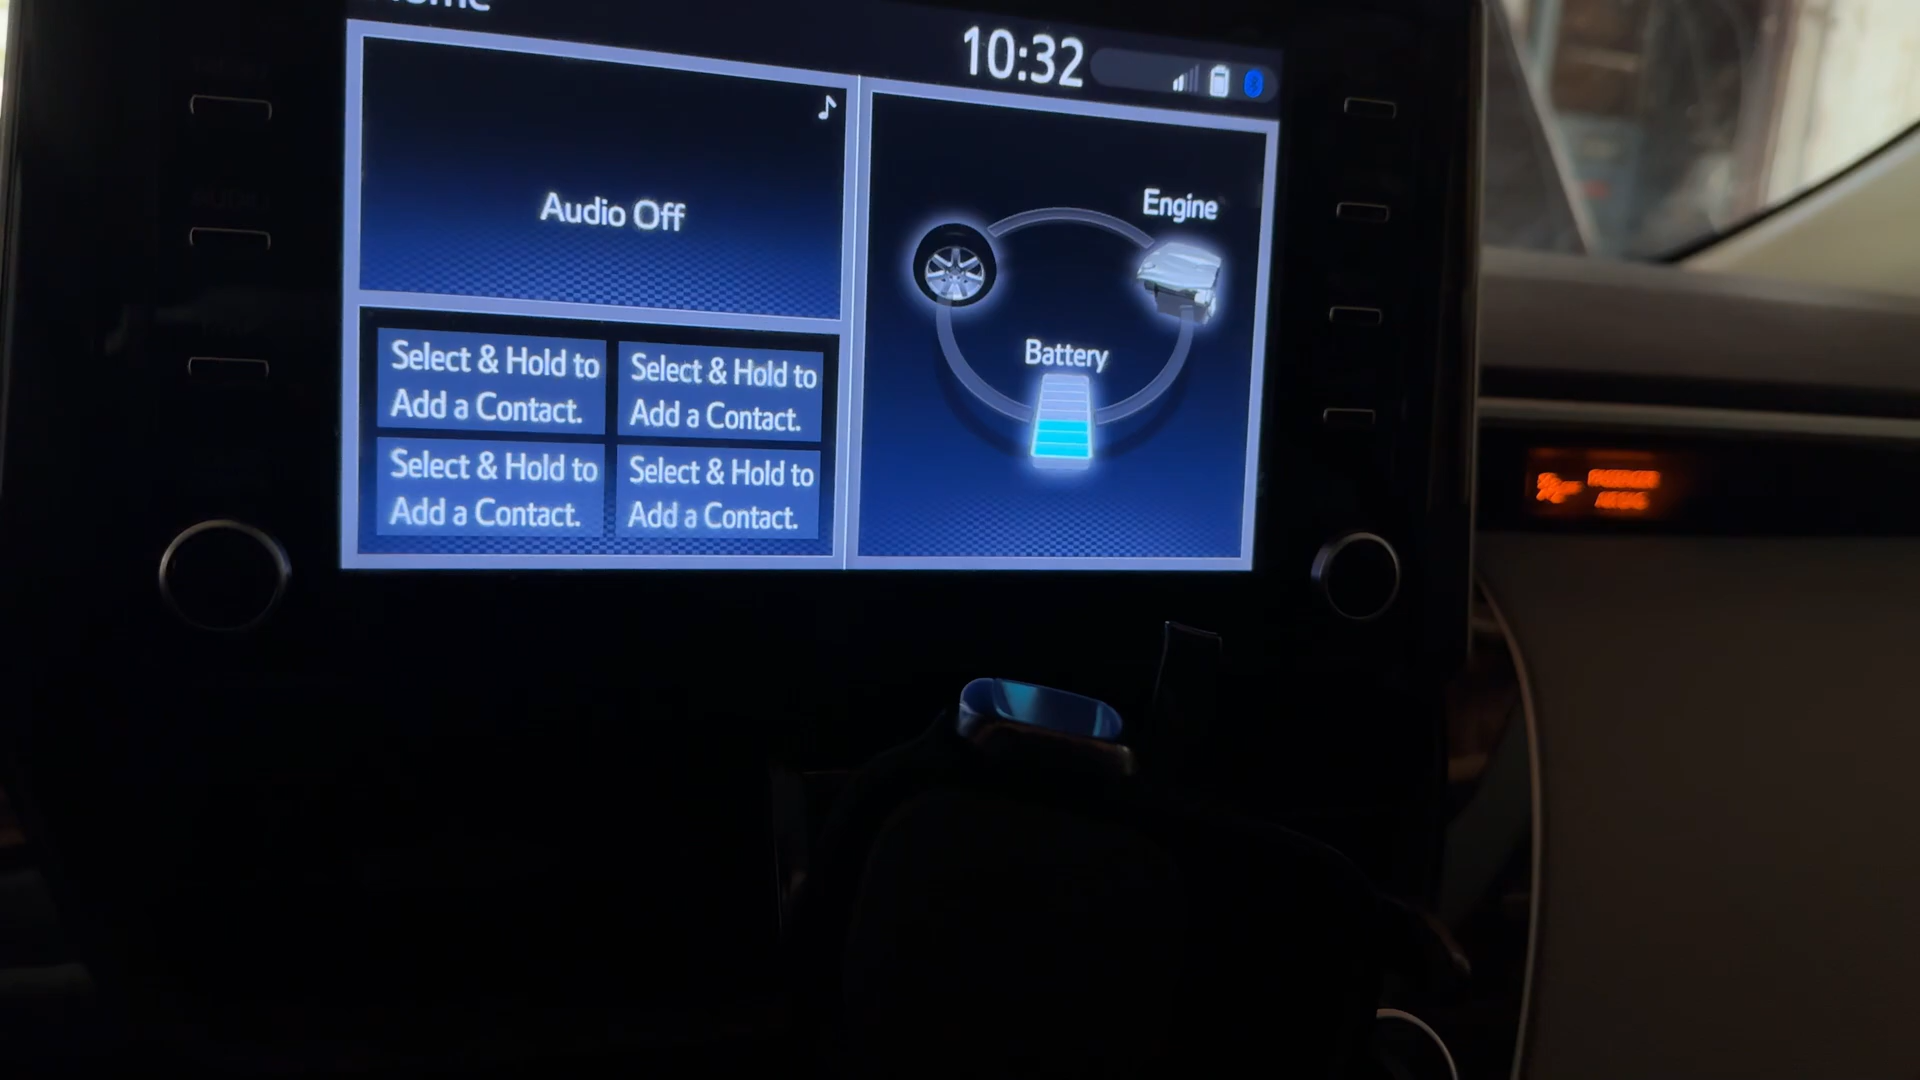 10:32
Audio Off
Select & Hold to
Add a Contact.
Select & Hold to
Add a Contact.
Select & Hold to
Add a Contact.
Select & Hold to
Add a Contact.
Engine
Battery